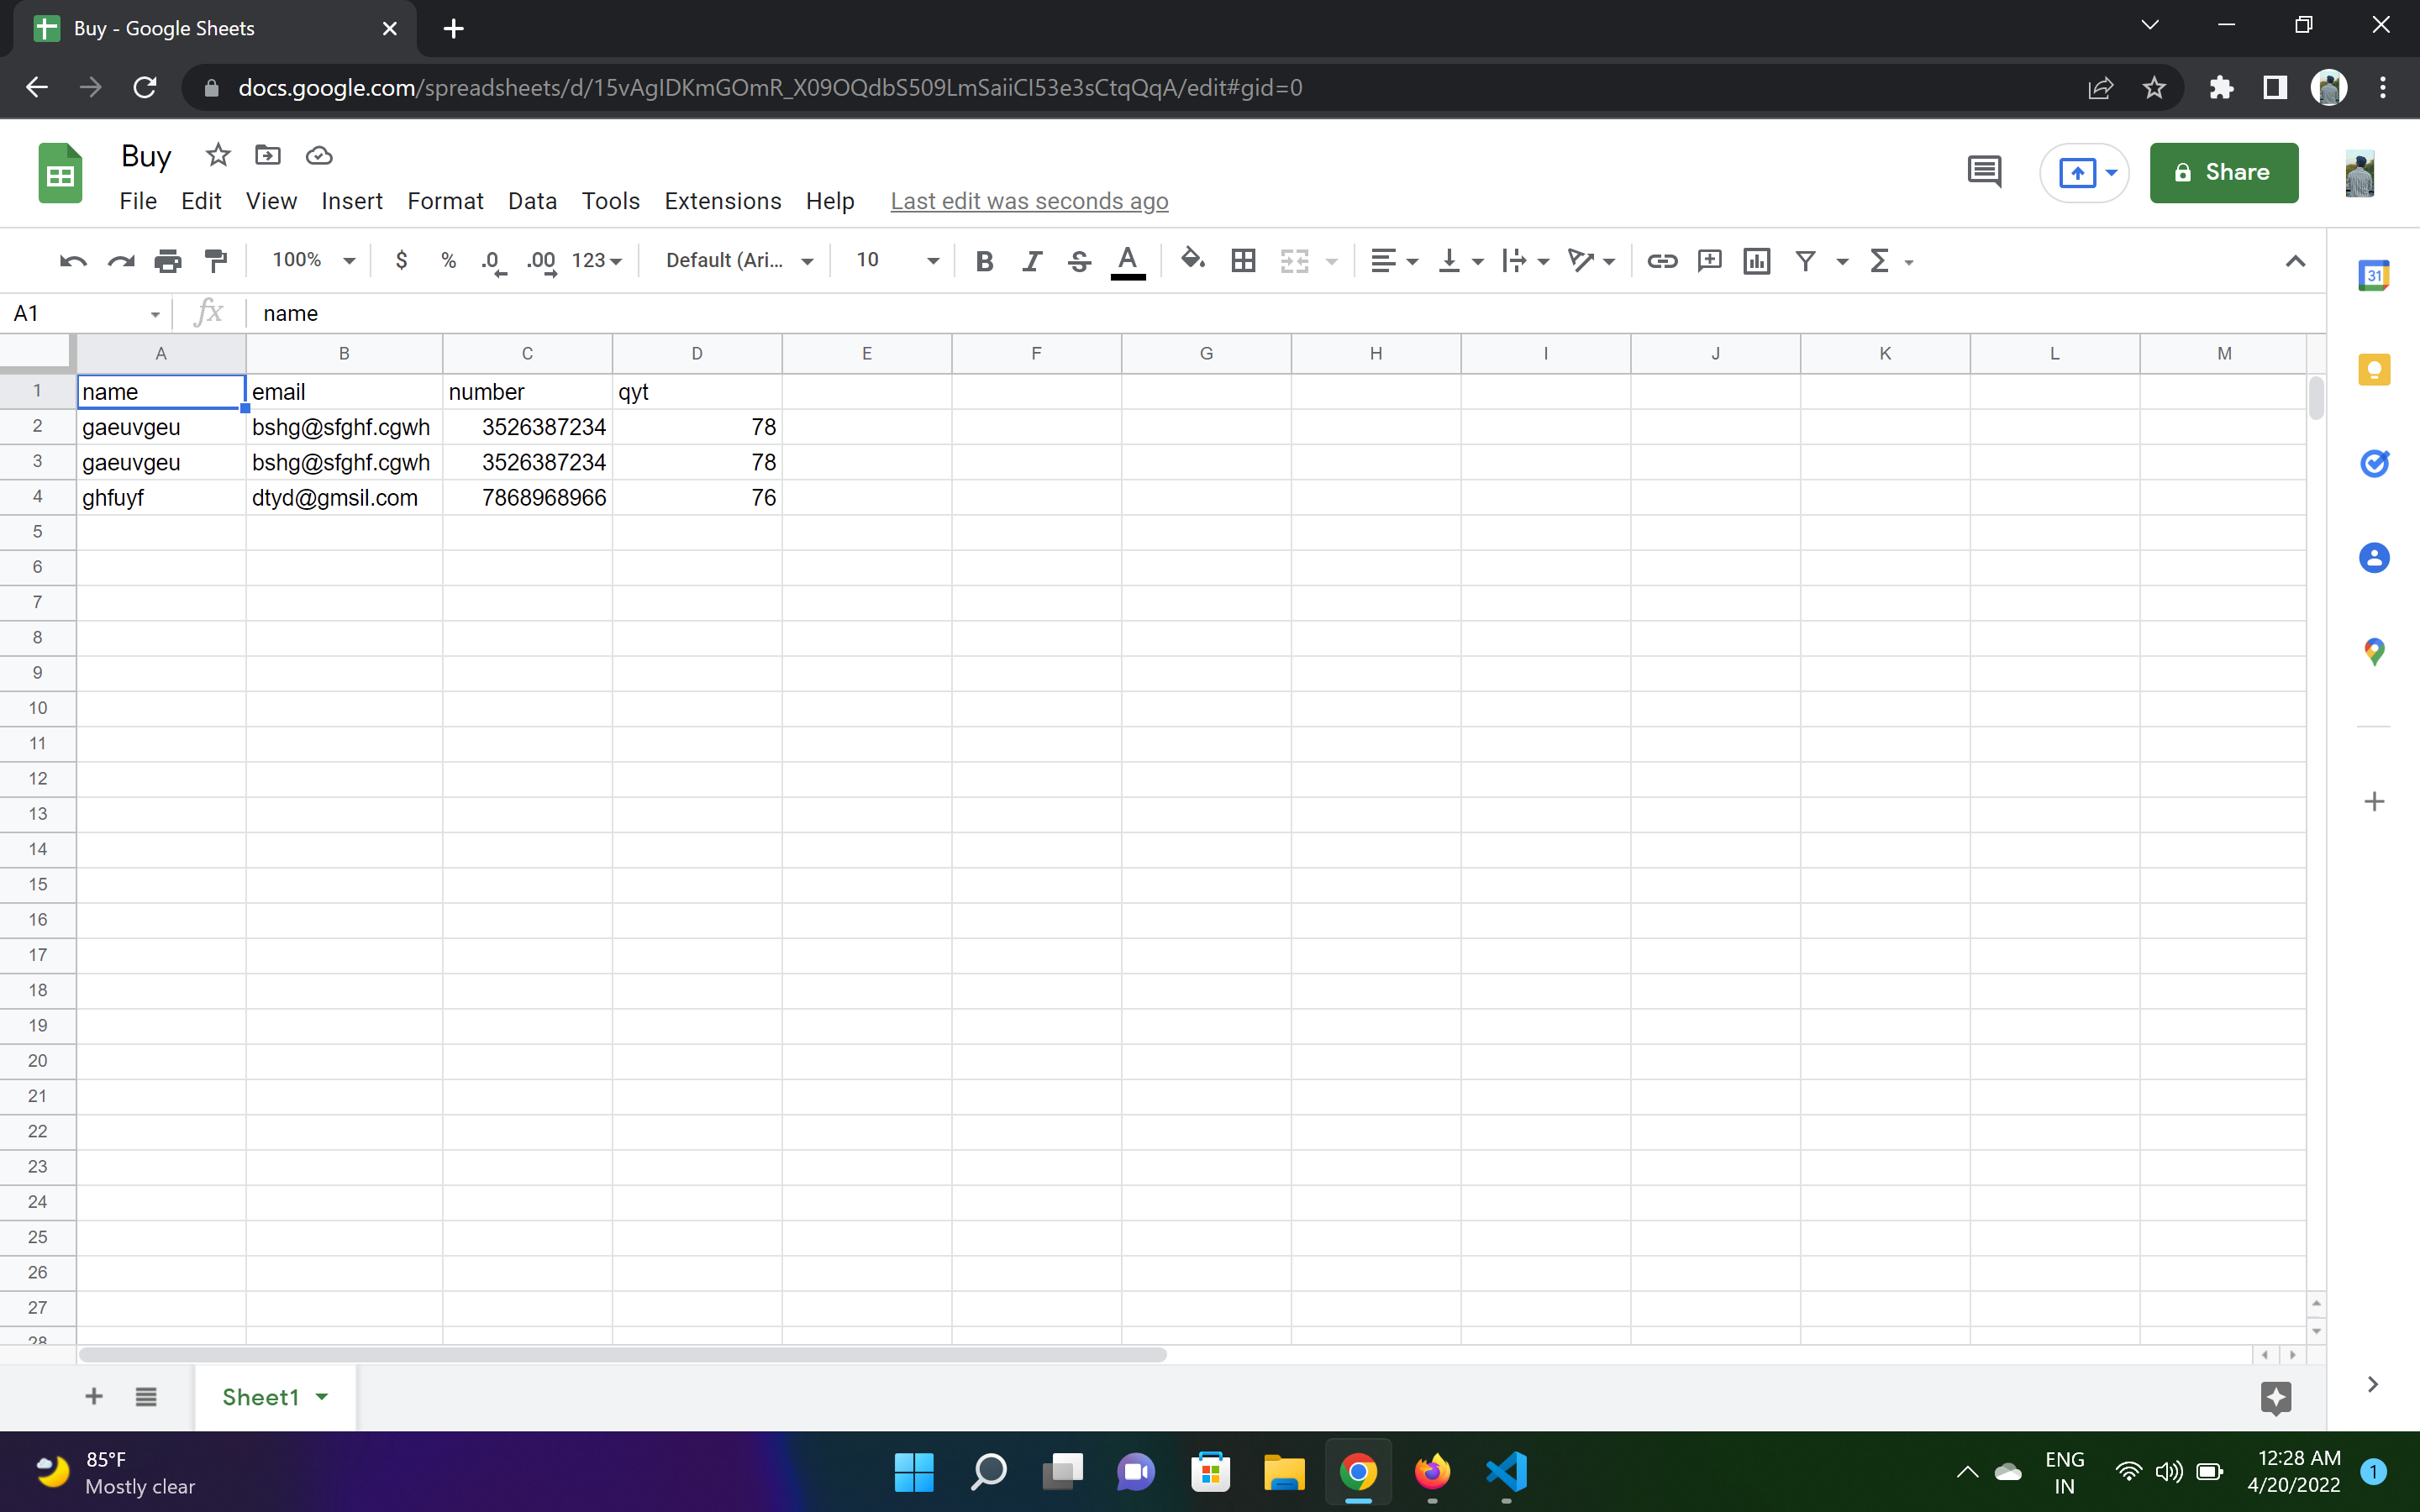 Buy - Google Sheets
docs.google.com/spreadsheets/d/15vAgIDKmGOmR_X09OQdbS509LmSaiiCI53e3sCtqQqA/edit#gid=0
Buy
Share
File Edit View Insert Format Data Tools Extensions Help Last edit was seconds ago
100% $ % .0 .00 123 Default (Ari... 10 B I S A Σ
31
A1 fx name
A B C D E F G H I J K L M
1 name email number qyt
2 gaeuvgeu bshg@sfghf.cgwh 3526387234 78
3 gaeuvgeu bshg@sfghf.cgwh 3526387234 78
4 ghfuyf dtyd@gmsil.com 7868968966 76
5
6
7
8
9
10
11
12
13
14
15
16
17
18
19
20
21
22
23
24
25
26
27
28
Sheet1
85°F
Mostly clear
ENG
IN
12:28 AM
4/20/2022
1